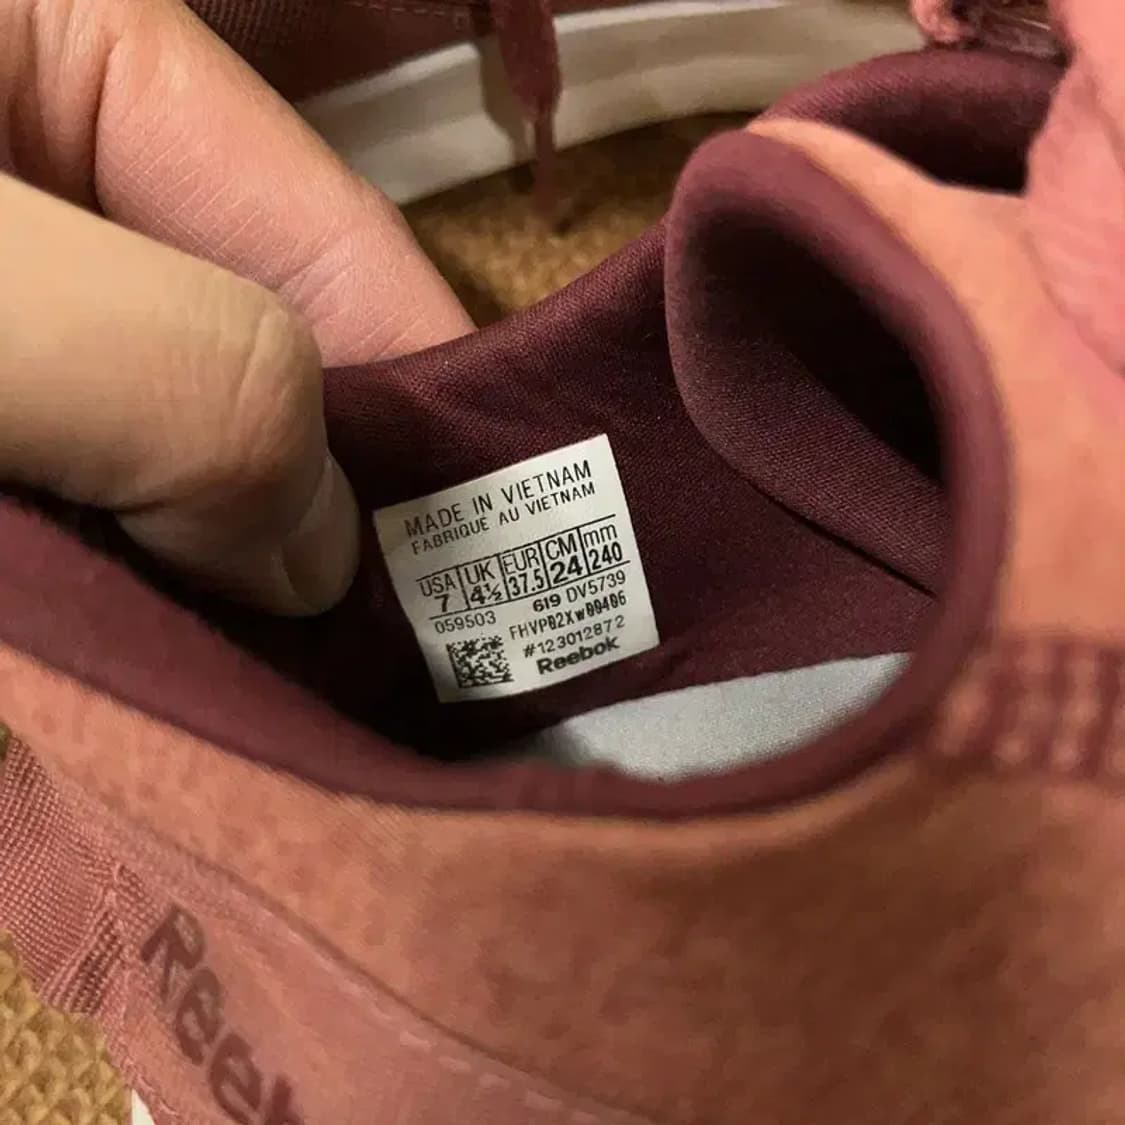 MADE IN VIETNAM
FABRIQUE AU VIETNAM
USA UK EUR CM mm
7 4½ 37.5 24 240
619 DV5739
059503
FHVP02XW00406
#123012872
Reebok
Reebok